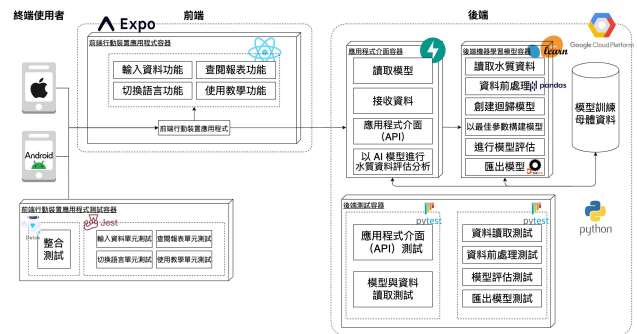 終端使用者
前端
後端
Expo
前端行動裝置應用程式容器
輸入資料功能
查閱報表功能
切換語言功能
使用教學功能
前端行動裝置應用程式
Android
前端行動裝置應用程式測試容器
Detox
Jest
整合
測試
輸入資料單元測試
查閱報表單元測試
切換語言單元測試
使用教學單元測試
應用程式介面容器
讀取模型
接收資料
應用程式介面
(API)
以 AI 模型進行
水質資料評估分析
後端機器學習模型容器
learn
讀取水質資料
資料前處理
pandas
創建迴歸模型
以最佳參數構建模型
進行模型評估
匯出模型
Google Cloud Platform
模型訓練
母體資料
後端測試容器
pytest
應用程式介面
(API) 測試
模型與資料
讀取測試
pytest
資料讀取測試
資料前處理測試
模型評估測試
匯出模型測試
python